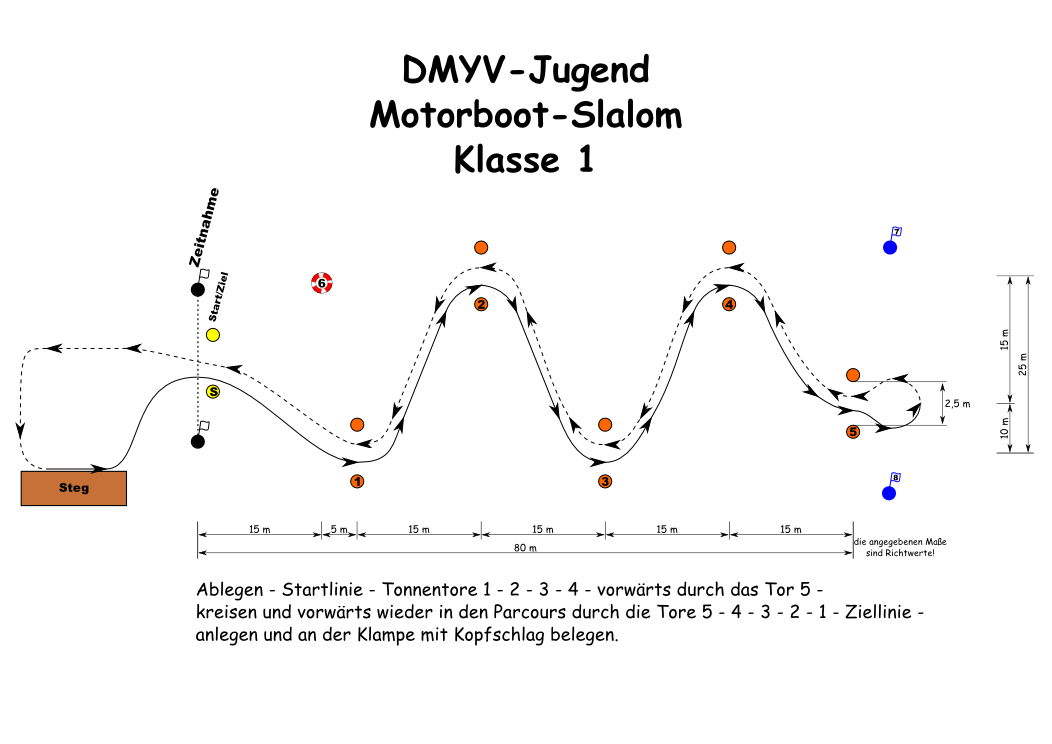 DMYV-Jugend
Motorboot-Slalom
Klasse 1
Zeitnahme
Start/Ziel
7
6
2
4
15 m
25 m
S
2,5 m
5
10 m
1
3
8
Steg
15 m
5 m
15 m
15 m
15 m
15 m
80 m
die angegebenen Maße
sind Richtwerte!
Ablegen - Startlinie - Tonnentore 1 - 2 - 3 - 4 - vorwärts durch das Tor 5 -
kreisen und vorwärts wieder in den Parcours durch die Tore 5 - 4 - 3 - 2 - 1 - Ziellinie -
anlegen und an der Klampe mit Kopfschlag belegen.